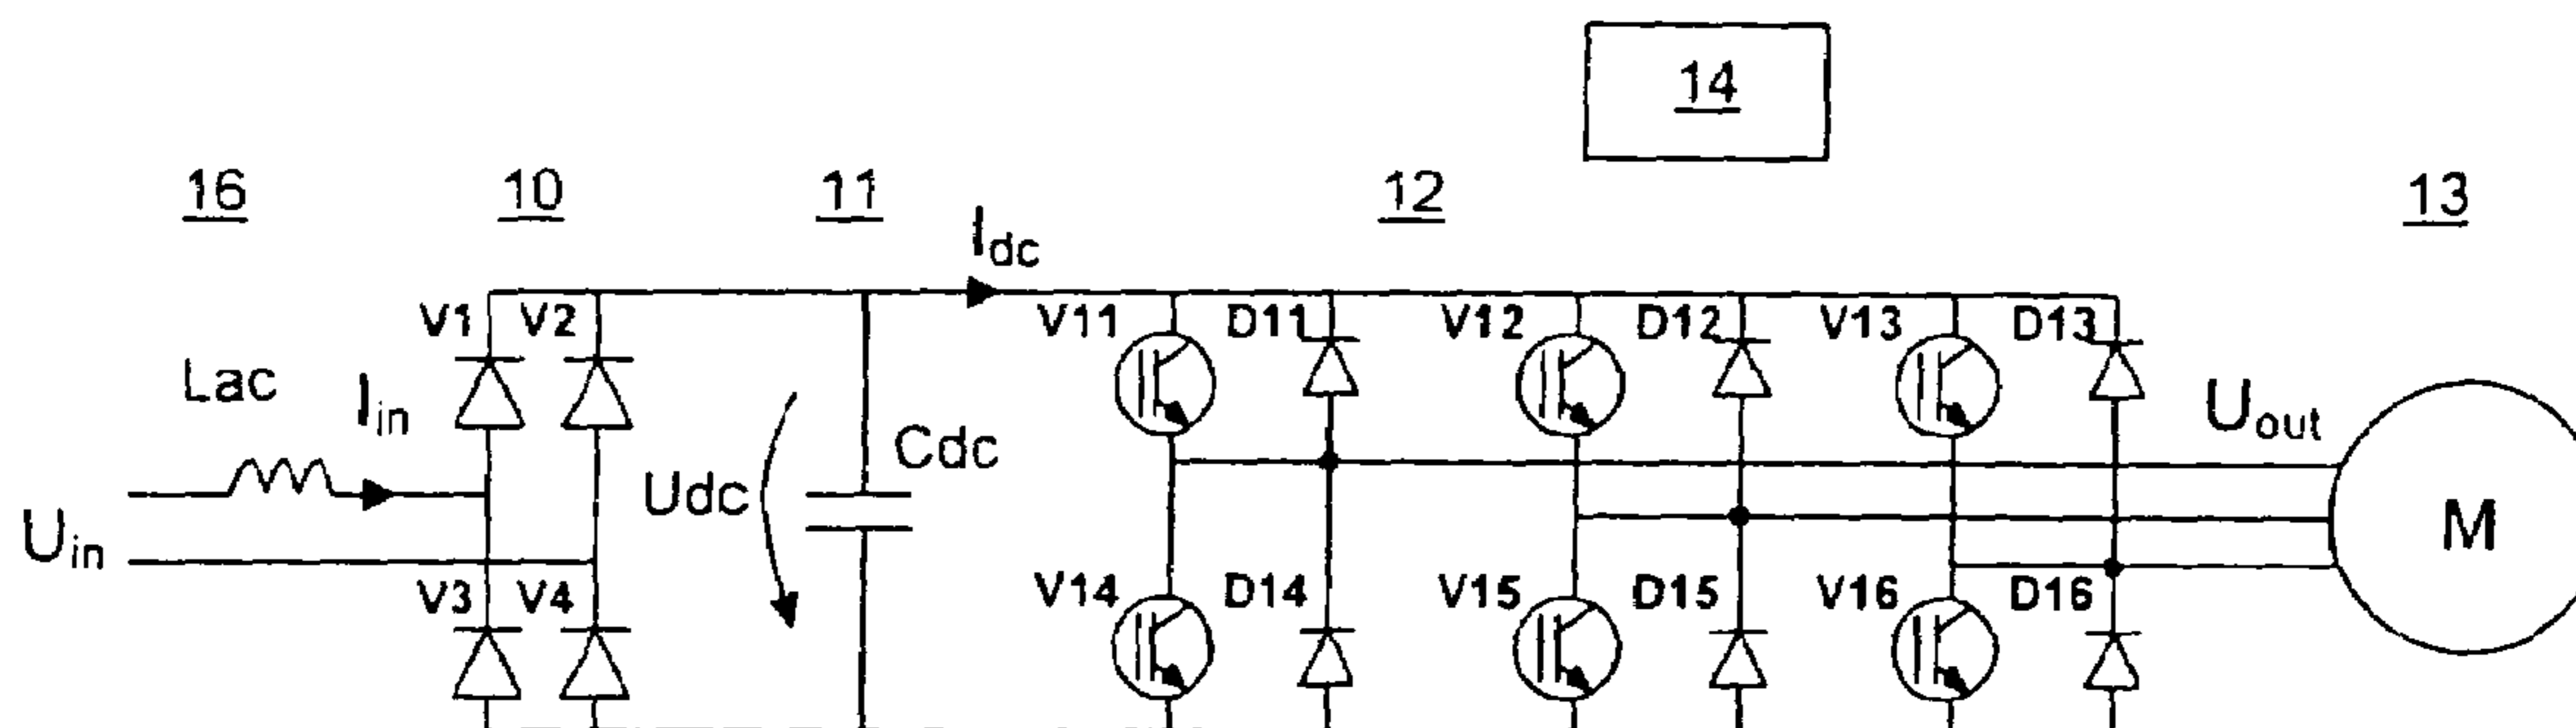 14
16 10 11 12 13
Idc
V1 V2 V11 D11 V12 D12 V13 D13
Lac Iin Uout
Cdc
Udc
Uin M
V3 V4 V14 D14 V15 D15 V16 D16